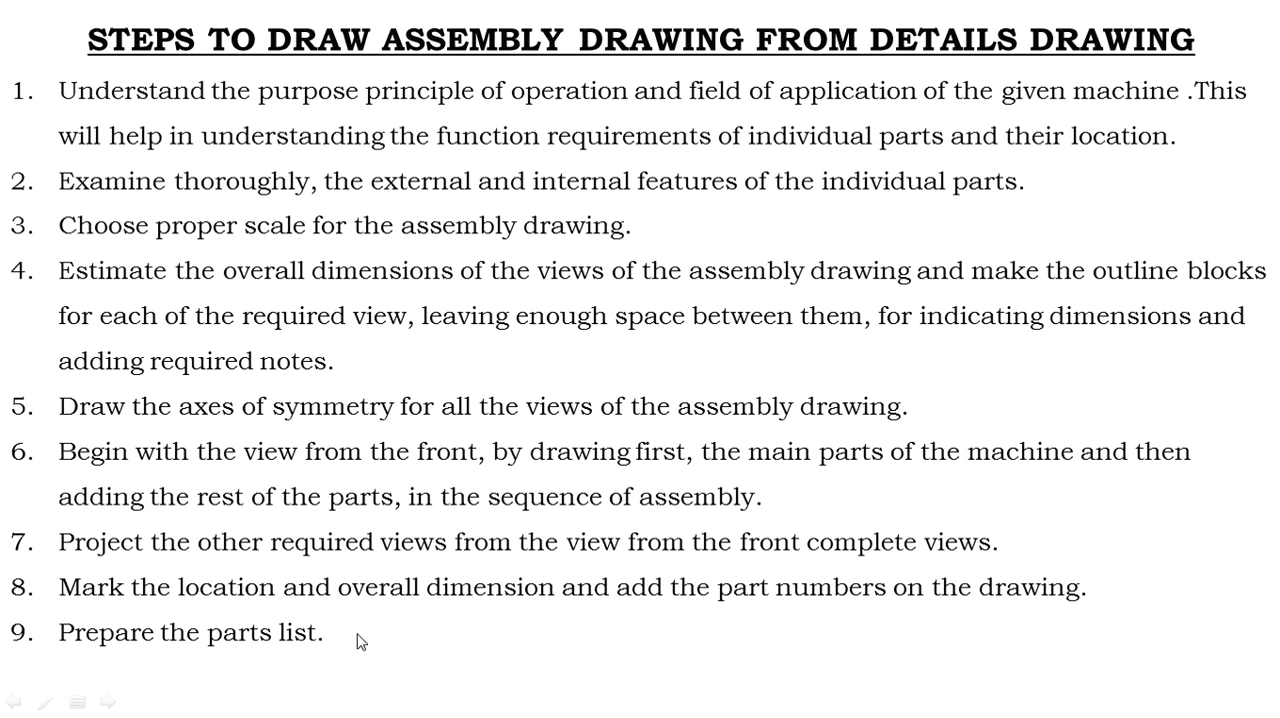 STEPS TO DRAW ASSEMBLY DRAWING FROM DETAILS DRAWING
1. Understand the purpose principle of operation and field of application of the given machine .This
will help in understanding the function requirements of individual parts and their location.
2. Examine thoroughly, the external and internal features of the individual parts.
3. Choose proper scale for the assembly drawing.
4. Estimate the overall dimensions of the views of the assembly drawing and make the outline blocks
for each of the required view, leaving enough space between them, for indicating dimensions and
adding required notes.
5. Draw the axes of symmetry for all the views of the assembly drawing.
6. Begin with the view from the front, by drawing first, the main parts of the machine and then
adding the rest of the parts, in the sequence of assembly.
7. Project the other required views from the view from the front complete views.
8. Mark the location and overall dimension and add the part numbers on the drawing.
9. Prepare the parts list.